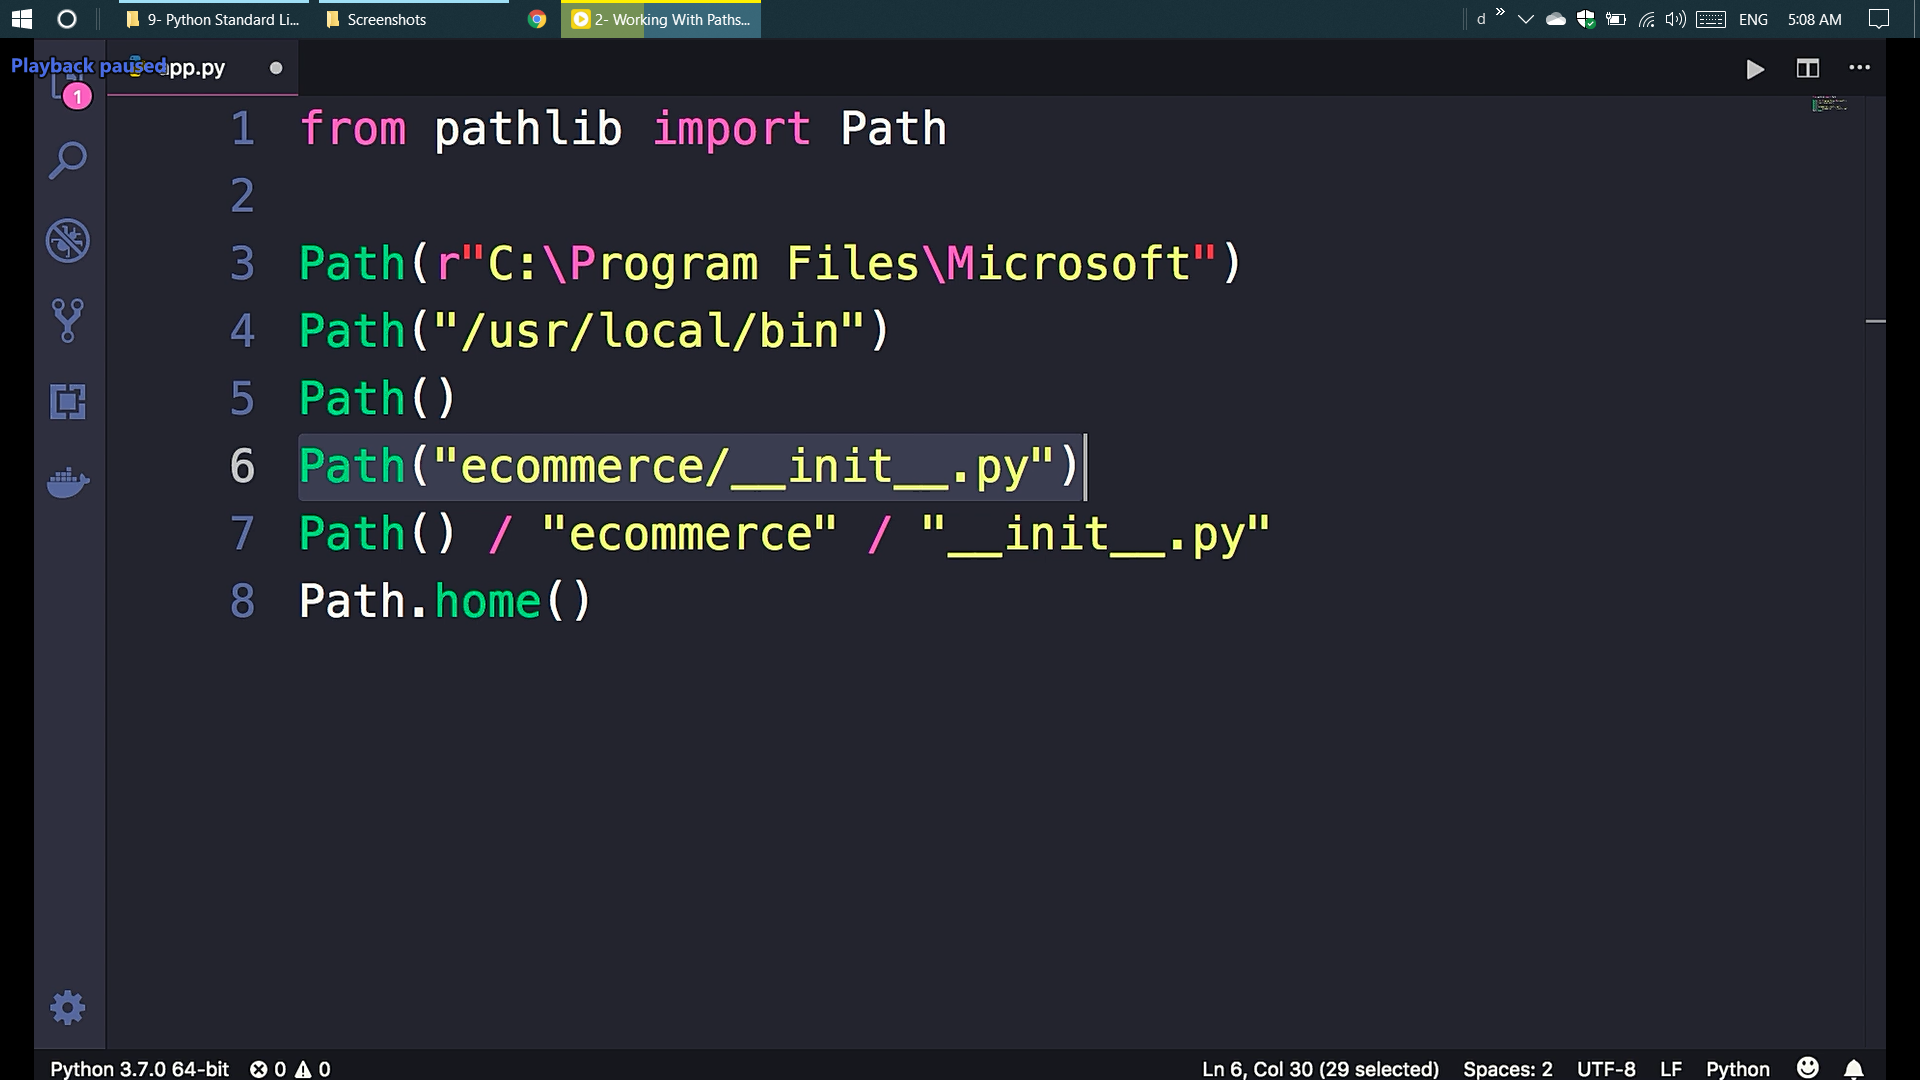 9- Python Standard Li...
Screenshots
2- Working With Paths...
d
ENG
5:08 AM
Playback paused
app.py
1
1 from pathlib import Path
2
3 Path(r"C:\Program Files\Microsoft")
4 Path("/usr/local/bin")
5 Path()
6 Path("ecommerce/__init__.py")
7 Path() / "ecommerce" / "__init__.py"
8 Path.home()
Python 3.7.0 64-bit 0 0 Ln 6, Col 30 (29 selected) Spaces: 2 UTF-8 LF Python